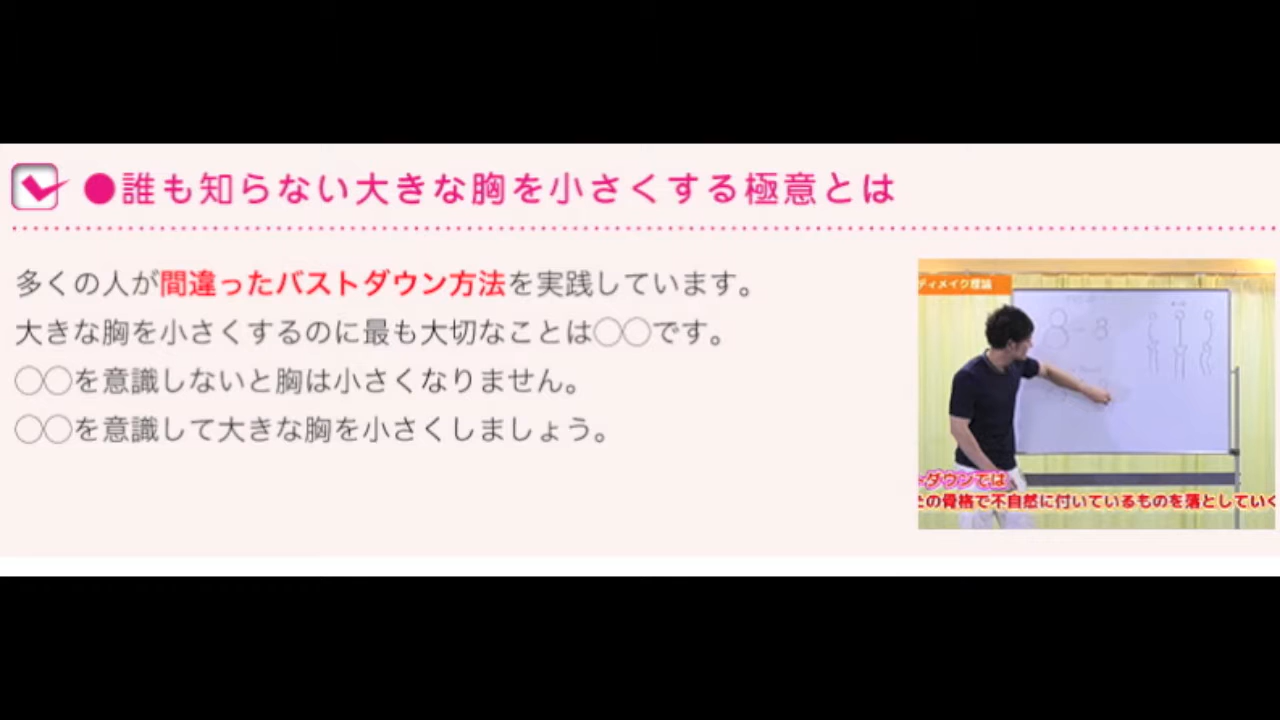 ●誰も知らない大きな胸を小さくする極意とは
多くの人が間違ったバストダウン方法を実践しています。
大きな胸を小さくするのに最も大切なことは◯◯です。
◯◯を意識しないと胸は小さくなりません。
◯◯を意識して大きな胸を小さくしましょう。
ディメイク理論
ダウンでは
の骨格で不自然に付いているものを落としていく